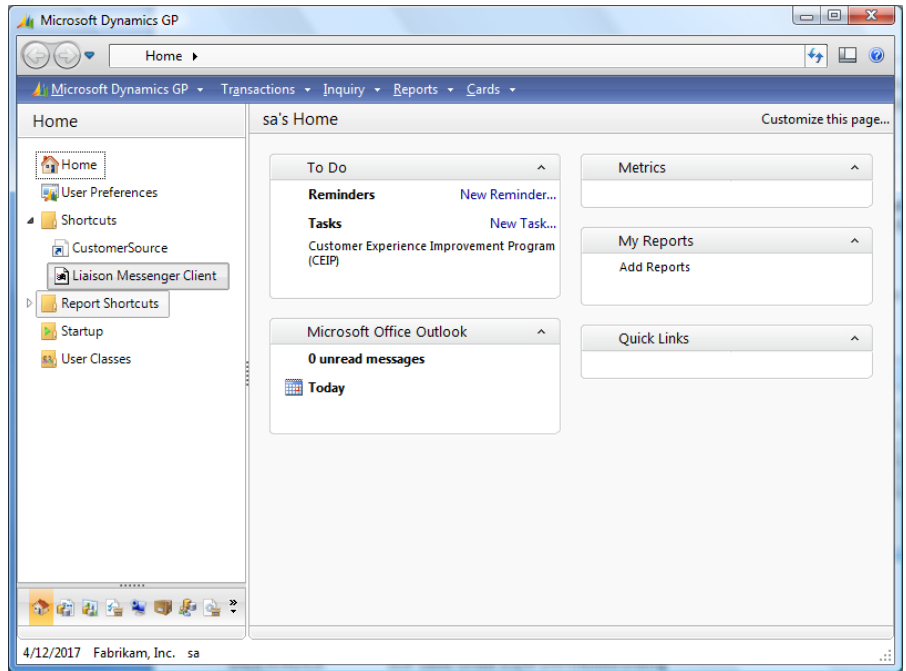 Microsoft Dynamics GP
Home
Microsoft Dynamics GP Transactions Inquiry Reports Cards
Home
sa's Home
Customize this page...
Home
User Preferences
Shortcuts
CustomerSource
Liaison Messenger Client
Report Shortcuts
Startup
User Classes
To Do
Reminders New Reminder...
Tasks New Task...
Customer Experience Improvement Program
(CEIP)
Microsoft Office Outlook
0 unread messages
Today
Metrics
My Reports
Add Reports
Quick Links
4/12/2017 Fabrikam, Inc. sa